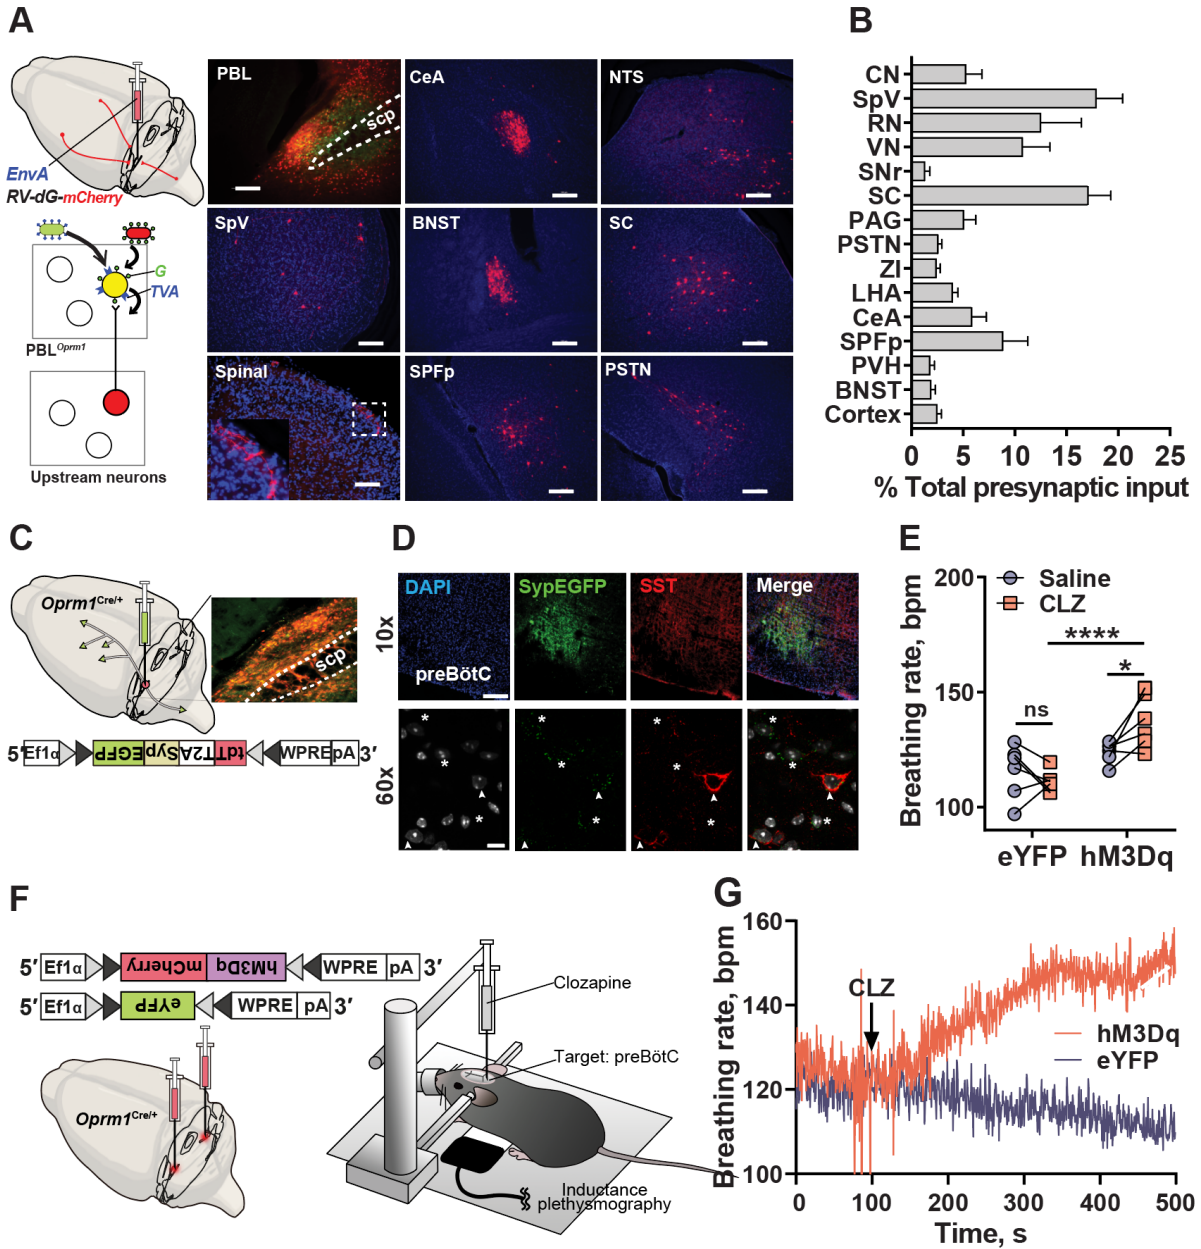 A
EnvA
RV-dG-mCherry
G
TVA
PBL^Oprm1
Upstream neurons
PBL
scp
CeA
NTS
SpV
BNST
SC
Spinal
SPFp
PSTN
B
CN
SpV
RN
VN
SNr
SC
PAG
PSTN
ZI
LHA
CeA
SPFp
PVH
BNST
Cortex
0 5 10 15 20 25
% Total presynaptic input
C
Oprm1^Cre/+
scp
5′ Ef1α EGFP Syp T2A tdT WPRE pA 3′
D
DAPI SypEGFP SST Merge
10x
preBötC
60x
* * * *
* * * *
* * * *
E
Saline
CLZ
Breathing rate, bpm
200
150
100
****
*
ns
eYFP hM3Dq
F
5′ Ef1α mCherry hM3Dq WPRE pA 3′
5′ Ef1α eYFP WPRE pA 3′
Oprm1^Cre/+
Clozapine
Target: preBötC
Inductance
plethysmography
G
Breathing rate, bpm
160
140
120
100
CLZ
hM3Dq
eYFP
0 100 200 300 400 500
Time, s